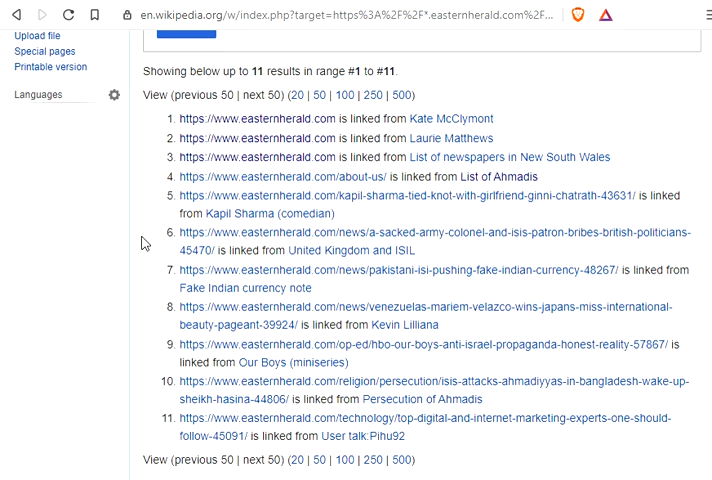 en.wikipedia.org/w/index.php?target=https%3A%2F%2F*.easternherald.com%2F...
Upload file
Special pages
Printable version
Languages
Showing below up to 11 results in range #1 to #11.
View (previous 50 | next 50) (20 | 50 | 100 | 250 | 500)
1. https://www.easternherald.com is linked from Kate McClymont
2. https://www.easternherald.com is linked from Laurie Matthews
3. https://www.easternherald.com is linked from List of newspapers in New South Wales
4. https://www.easternherald.com/about-us/ is linked from List of Ahmadis
5. https://www.easternherald.com/kapil-sharma-tied-knot-with-girlfriend-ginni-chatrath-43631/ is linked
from Kapil Sharma (comedian)
6. https://www.easternherald.com/news/a-sacked-army-colonel-and-isis-patron-bribes-british-politicians-
45470/ is linked from United Kingdom and ISIL
7. https://www.easternherald.com/news/pakistani-isi-pushing-fake-indian-currency-48267/ is linked from
Fake Indian currency note
8. https://www.easternherald.com/news/venezuelas-mariem-velazco-wins-japans-miss-international-
beauty-pageant-39924/ is linked from Kevin Lilliana
9. https://www.easternherald.com/op-ed/hbo-our-boys-anti-israel-propaganda-honest-reality-57867/ is
linked from Our Boys (miniseries)
10. https://www.easternherald.com/religion/persecution/isis-attacks-ahmadiyyas-in-bangladesh-wake-up-
sheikh-hasina-44806/ is linked from Persecution of Ahmadis
11. https://www.easternherald.com/technology/top-digital-and-internet-marketing-experts-one-should-
follow-45091/ is linked from User talk:Pihu92
View (previous 50 | next 50) (20 | 50 | 100 | 250 | 500)